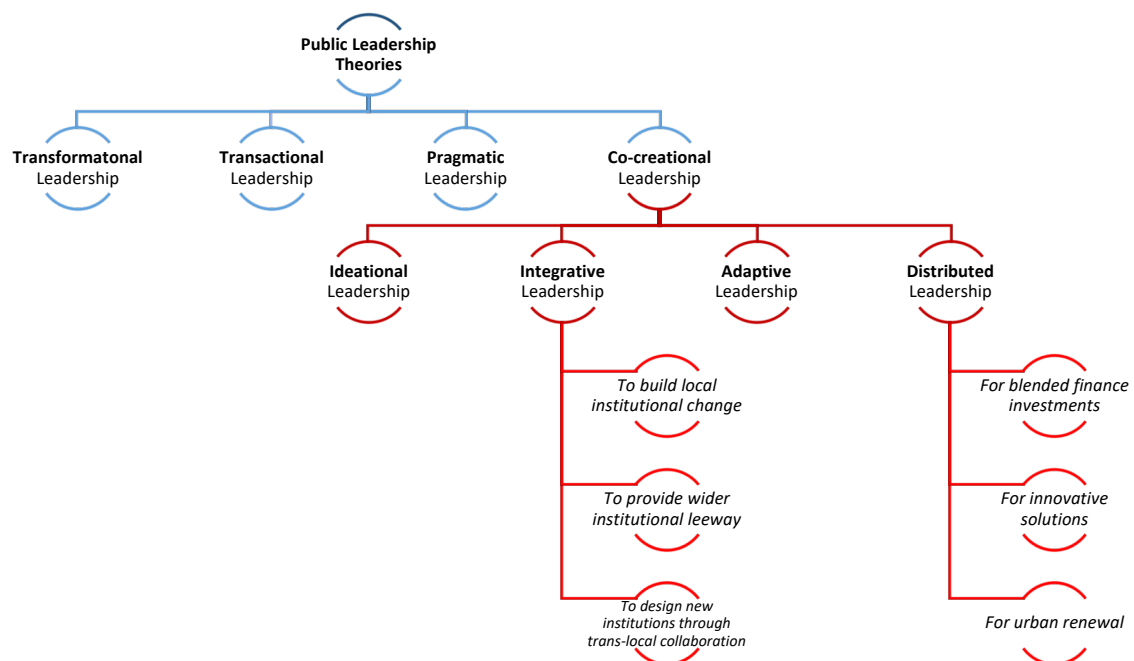 Public Leadership
Theories
Transformatonal
Leadership
Transactional
Leadership
Pragmatic
Leadership
Co-creational
Leadership
Ideational
Leadership
Integrative
Leadership
Adaptive
Leadership
Distributed
Leadership
To build local
institutional change
To provide wider
institutional leeway
To design new
institutions through
trans-local collaboration
For blended finance
investments
For innovative
solutions
For urban renewal